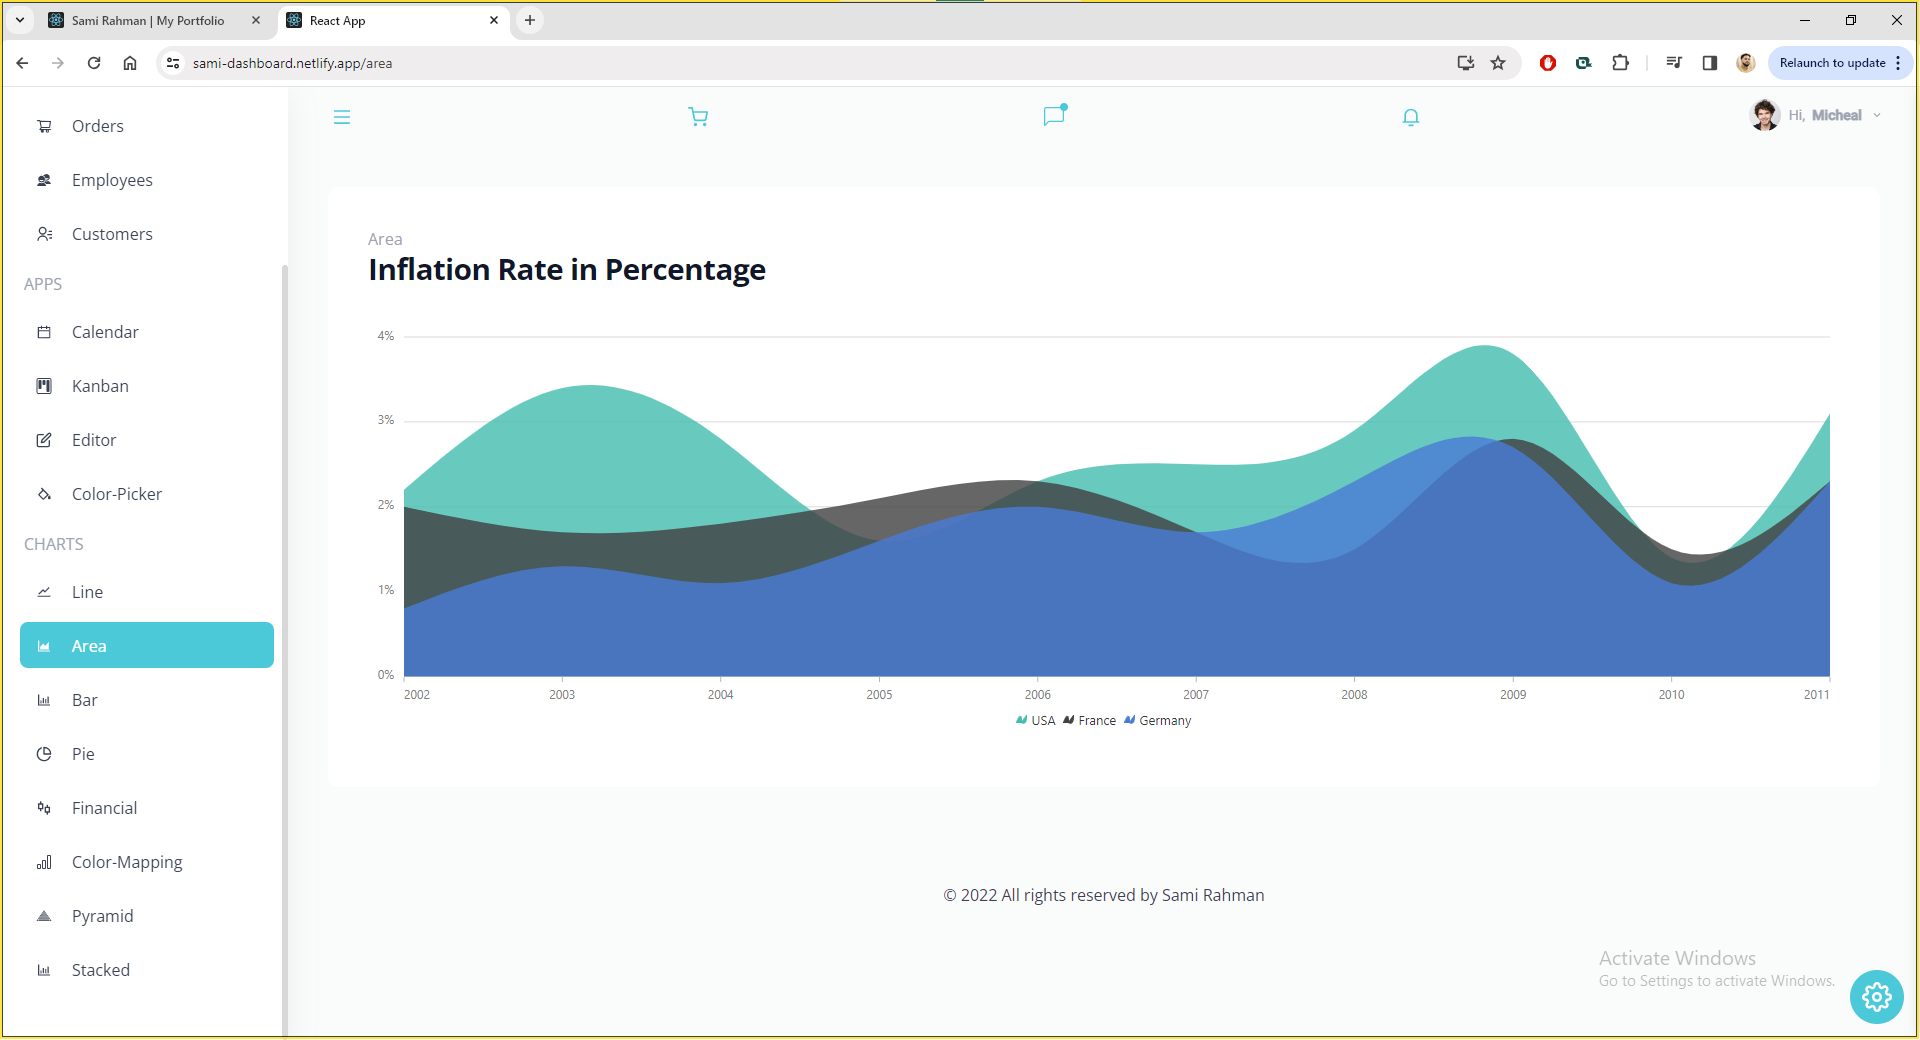 Sami Rahman | My Portfolio
React App
sami-dashboard.netlify.app/area
Relaunch to update
Orders
Employees
Customers
APPS
Calendar
Kanban
Editor
Color-Picker
CHARTS
Line
Area
Bar
Pie
Financial
Color-Mapping
Pyramid
Stacked
Hi, Micheal
Area
Inflation Rate in Percentage
4%
3%
2%
1%
0%
2002 2003 2004 2005 2006 2007 2008 2009 2010 2011
USA France Germany
© 2022 All rights reserved by Sami Rahman
Activate Windows
Go to Settings to activate Windows.